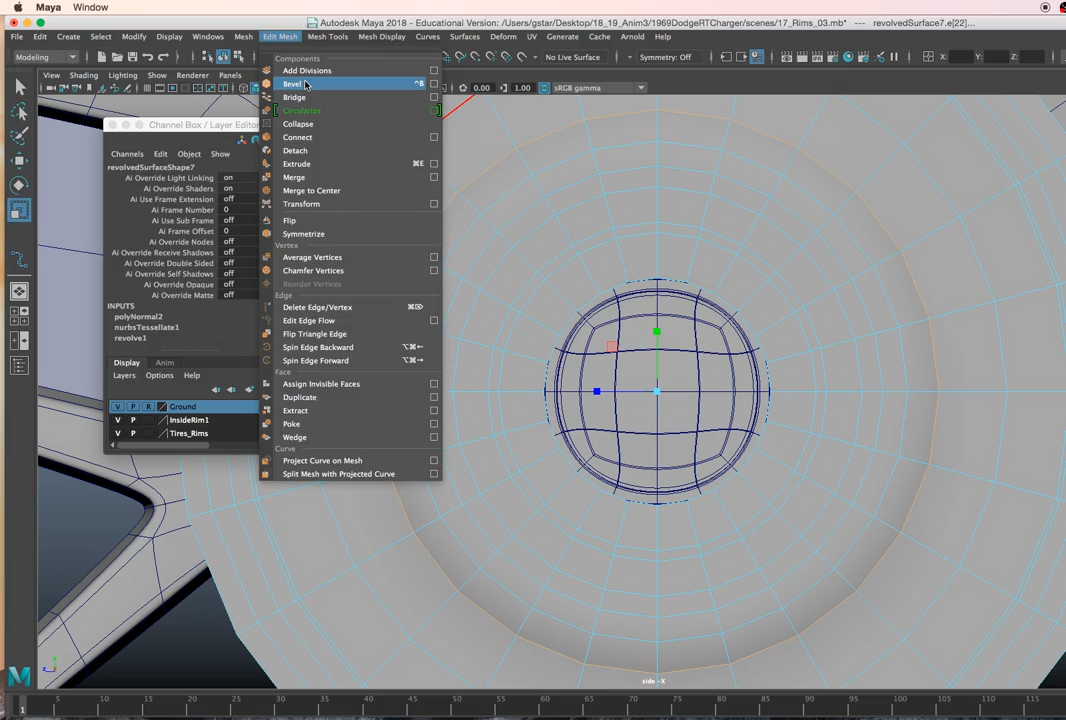 Maya Window
Autodesk Maya 2018 - Educational Version: /Users/gstar/Desktop/18_19_Anim3/1969DodgeRTCharger/scenes/17_Rims_03.mb* --- revolvedSurface7.e[22]...
File Edit Create Select Modify Display Windows Mesh Edit Mesh Mesh Tools Mesh Display Curves Surfaces Deform UV Generate Cache Arnold Help
Modeling No Live Surface Symmetry: Off X: Y: Z:
View Shading Lighting Show Renderer Panels 0.00 1.00 sRGB gamma
Channel Box / Layer Editor
Channels Edit Object Show
revolvedSurfaceShape7
Ai Override Light Linking on
Ai Override Shaders on
Ai Use Frame Extension off
Ai Frame Number 0
Ai Use Sub Frame off
Ai Frame Offset 0
Ai Override Nodes off
Ai Override Receive Shadows off
Ai Override Double Sided off
Ai Override Self Shadows off
Ai Override Opaque off
Ai Override Matte off
INPUTS
polyNormal2
nurbsTessellate1
revolve1
Display Anim
Layers Options Help
V P R Ground
V P InsideRim1
V P Tires_Rims
Components
Add Divisions
Bevel ^B
Bridge
Circularize
Collapse
Connect
Detach
Extrude ⌘E
Merge
Merge to Center
Transform
Flip
Symmetrize
Vertex
Average Vertices
Chamfer Vertices
Reorder Vertices
Edge
Delete Edge/Vertex ⌘⌦
Edit Edge Flow
Flip Triangle Edge
Spin Edge Backward ⌥⌘←
Spin Edge Forward ⌥⌘→
Face
Assign Invisible Faces
Duplicate
Extract
Poke
Wedge
Curve
Project Curve on Mesh
Split Mesh with Projected Curve
side -X
1 5 10 15 20 25 30 35 40 45 50 55 60 65 70 75 80 85 90 95 100 105 110 115